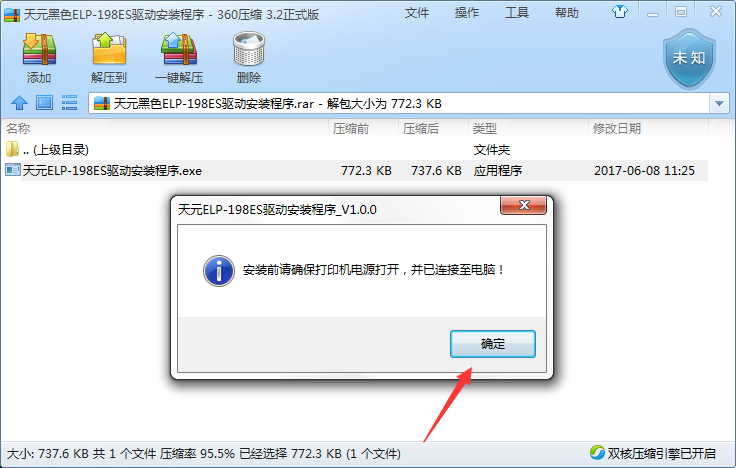 天元黑色ELP-198ES驱动安装程序 - 360压缩 3.2正式版 文件 操作 工具 帮助
添加 解压到 一键解压 删除 未知
天元黑色ELP-198ES驱动安装程序.rar - 解包大小为 772.3 KB
名称 压缩前 压缩后 类型 修改日期
.. (上级目录) 文件夹
天元ELP-198ES驱动安装程序.exe 772.3 KB 737.6 KB 应用程序 2017-06-08 11:25
天元ELP-198ES驱动安装程序_V1.0.0
安装前请确保打印机电源打开，并已连接至电脑！
确定
大小: 737.6 KB 共 1 个文件 压缩率 95.5% 已经选择 772.3 KB (1 个文件) 双核压缩引擎已开启